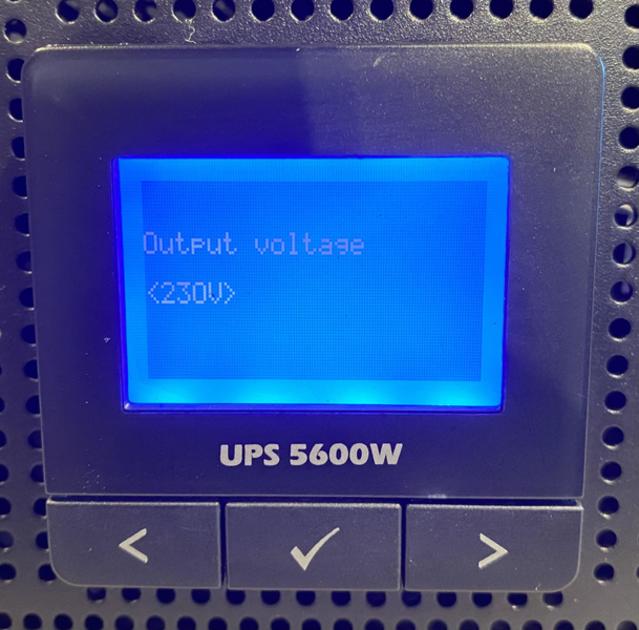 Output voltage
<230V>
UPS 5600W
< ✓ >